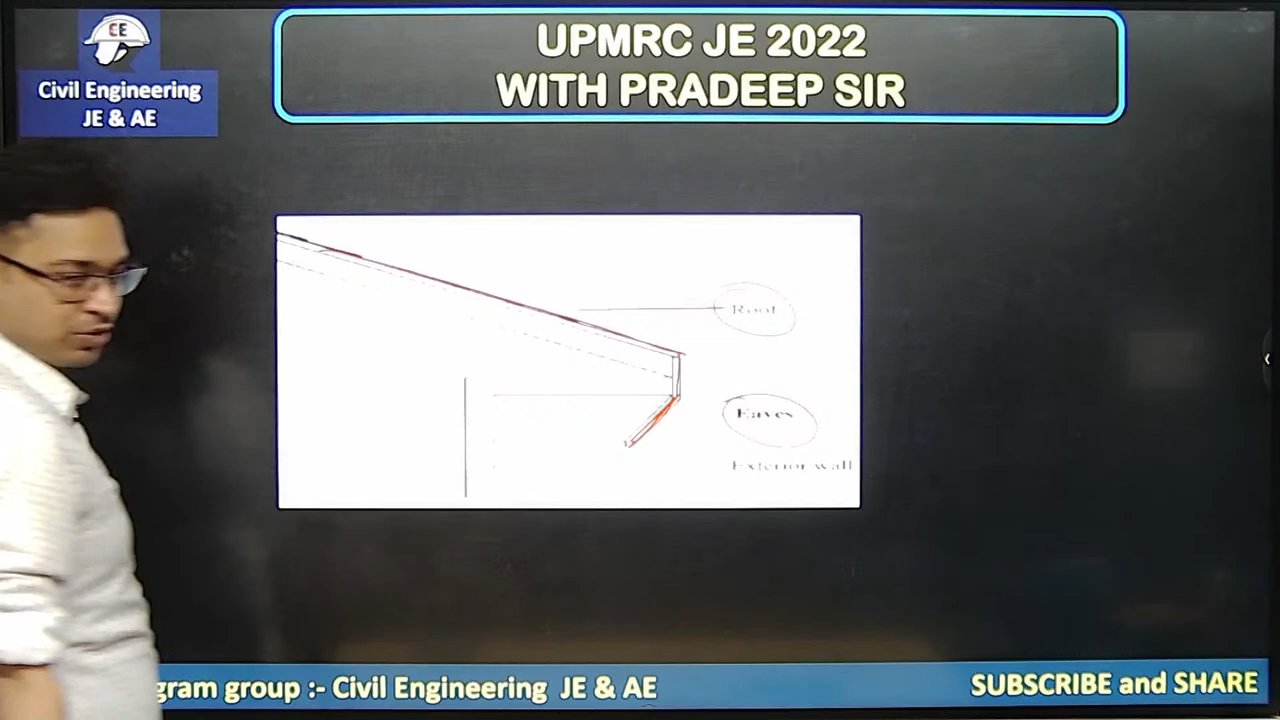 CE
Civil Engineering
JE & AE
UPMRC JE 2022
WITH PRADEEP SIR
Roof
Eaves
Exterior wall
gram group :- Civil Engineering JE & AE
SUBSCRIBE and SHARE